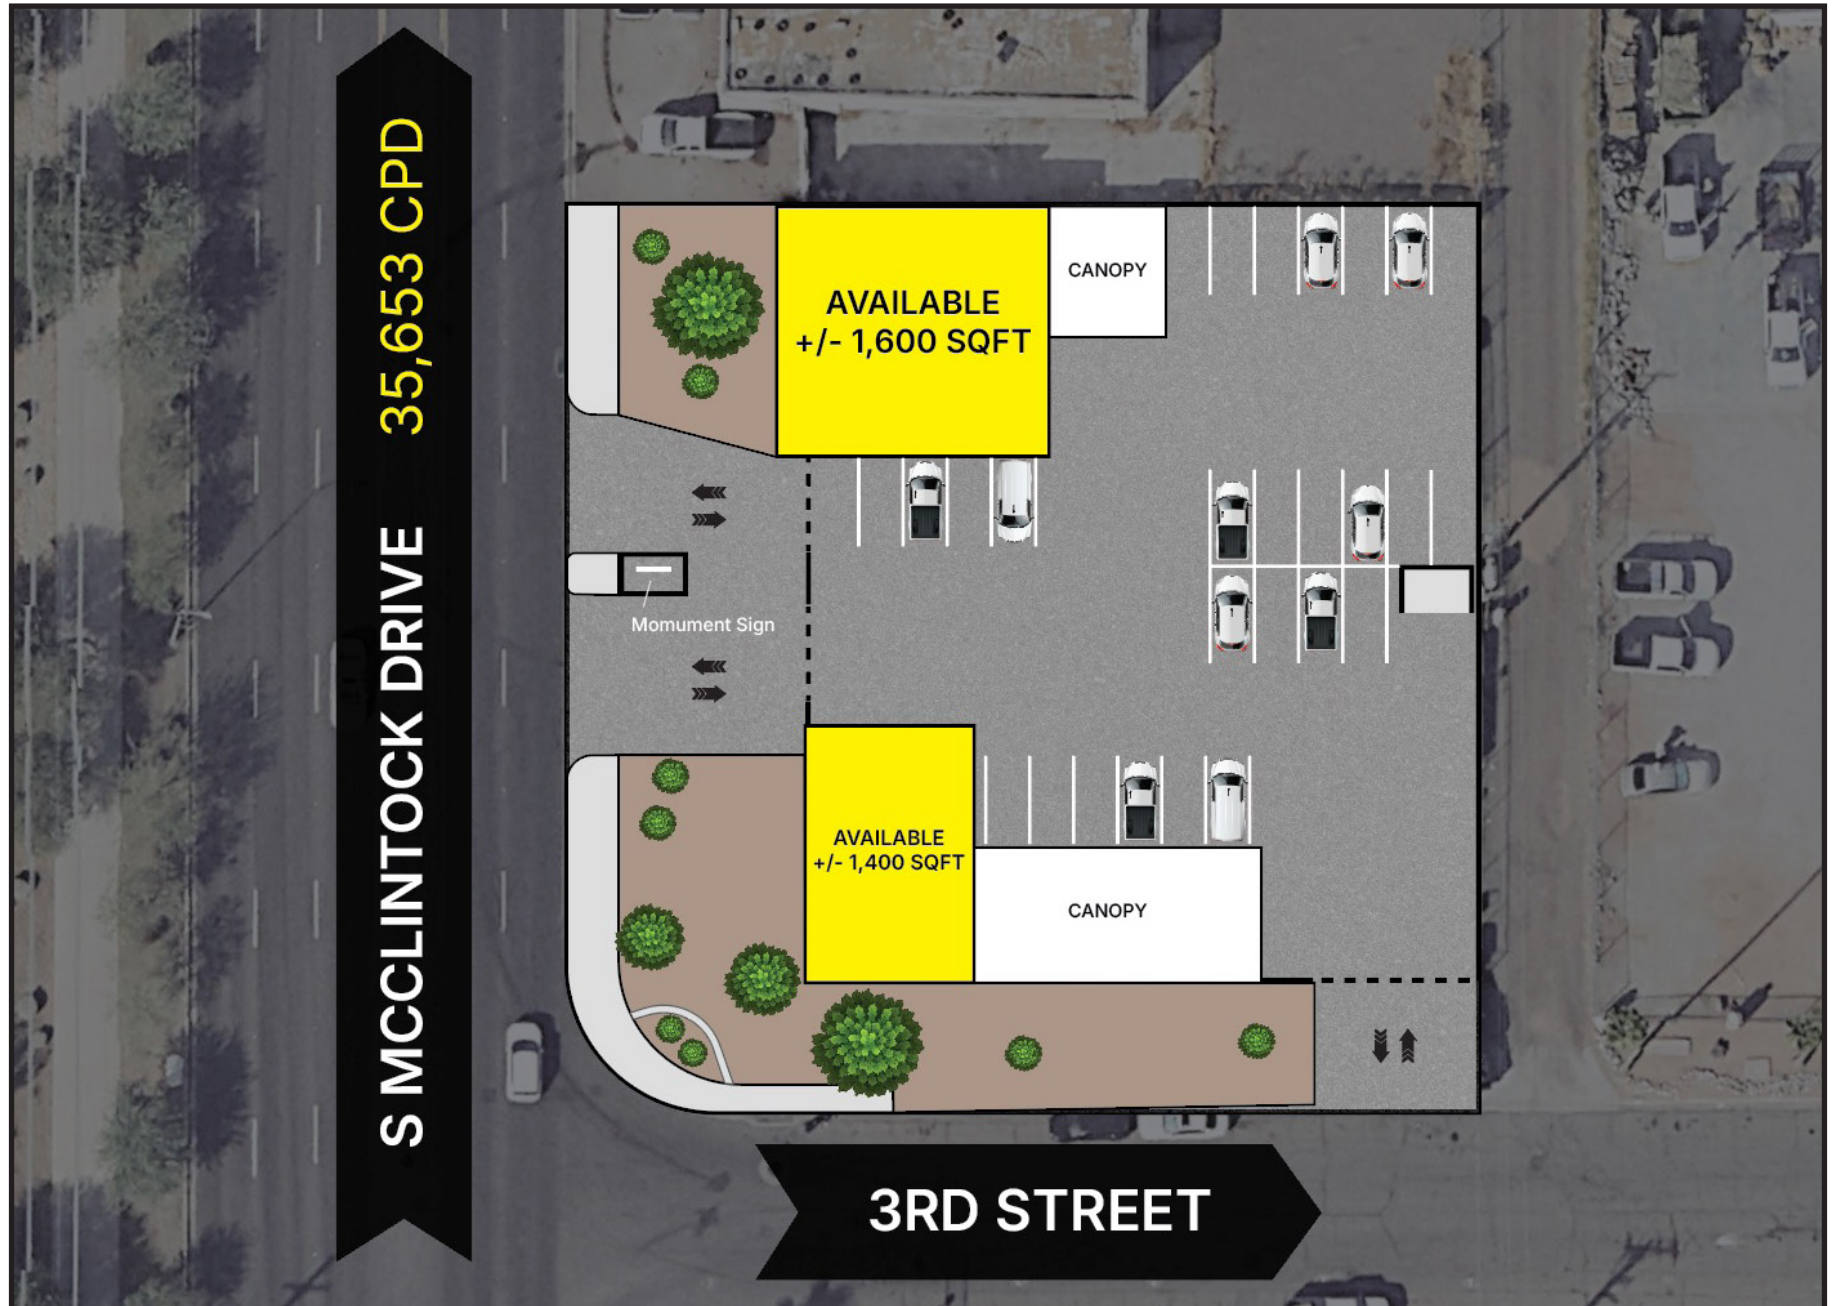 S MCCLINTOCK DRIVE 35,653 CPD
AVAILABLE
+/- 1,600 SQFT
CANOPY
Momument Sign
AVAILABLE
+/- 1,400 SQFT
CANOPY
3RD STREET